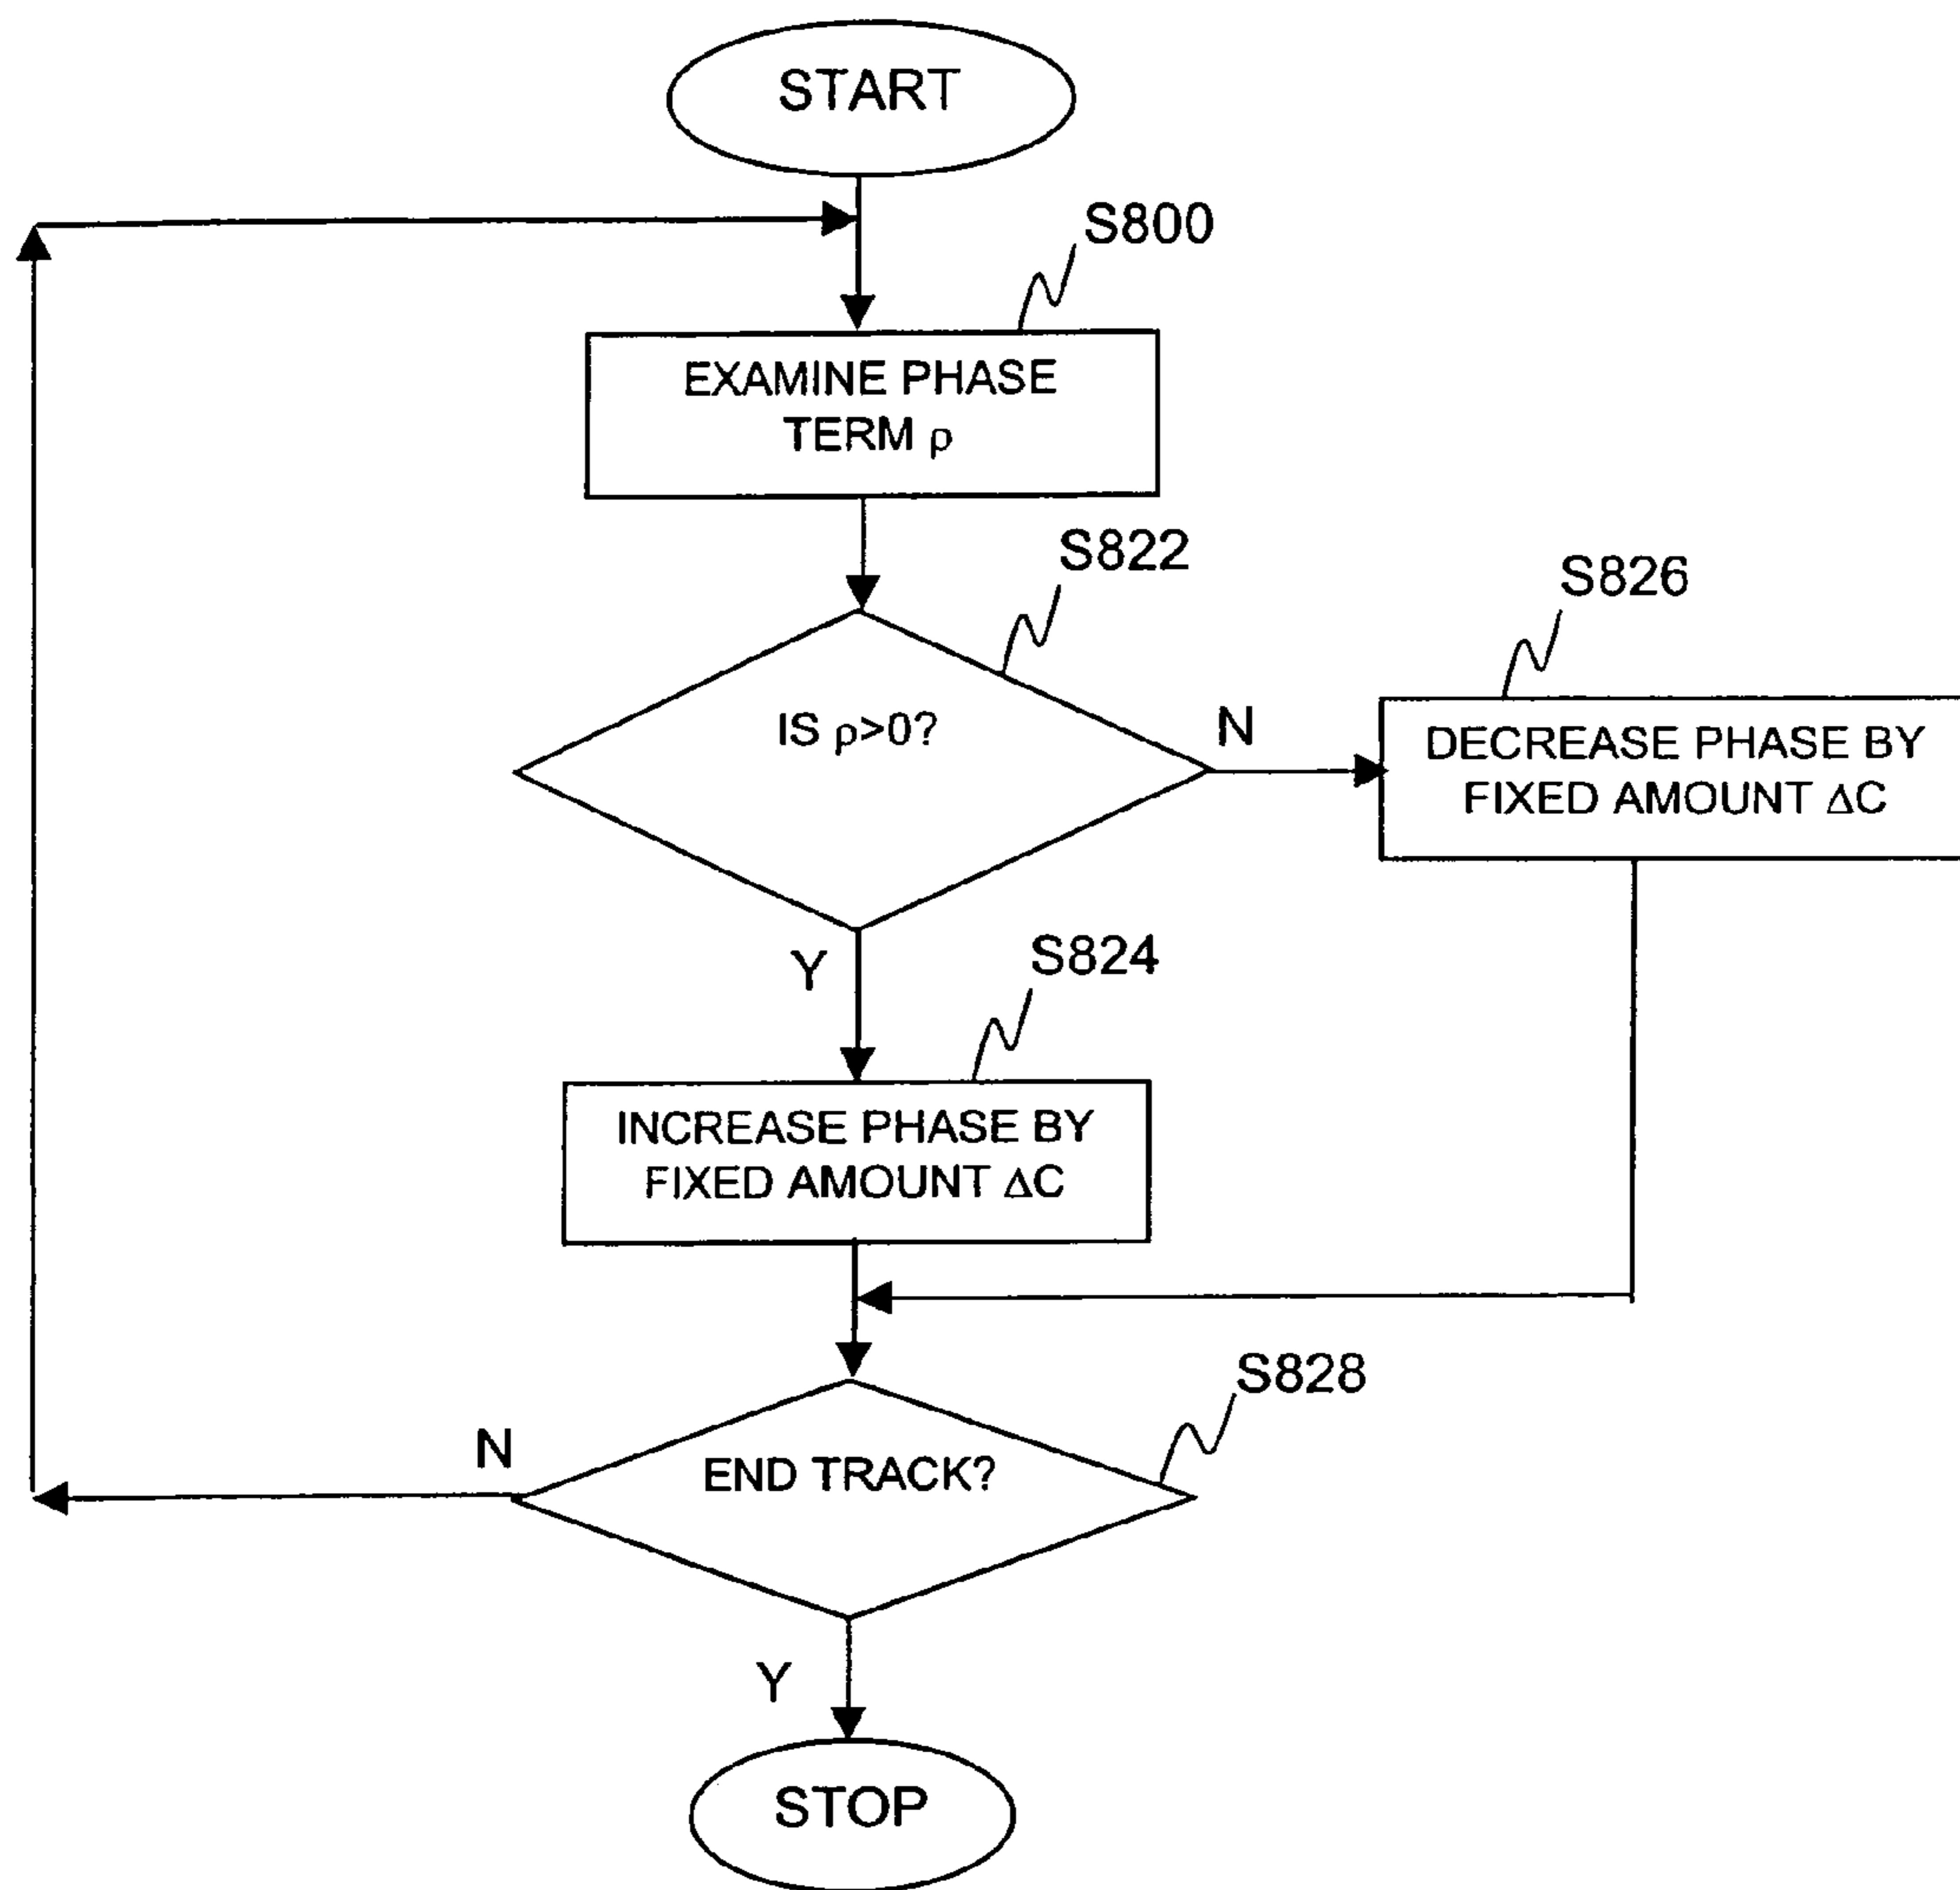 START
S800
EXAMINE PHASE
TERM ρ
S822
IS ρ>0?
N
S826
DECREASE PHASE BY
FIXED AMOUNT ΔC
Y
S824
INCREASE PHASE BY
FIXED AMOUNT ΔC
S828
END TRACK?
N
Y
STOP